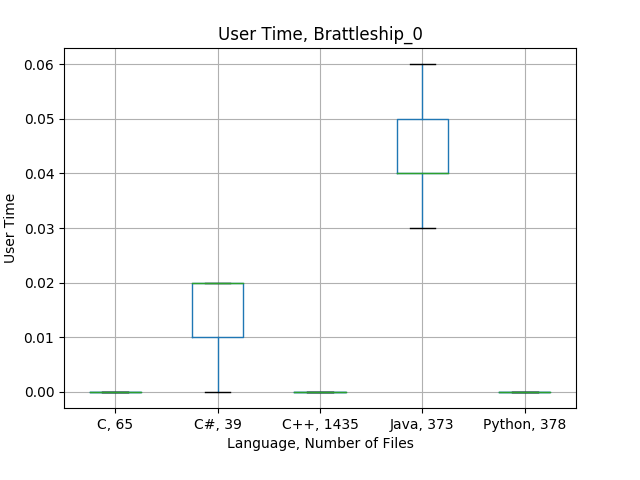 User Time, Brattleship_0
0.06
0.05
0.04
0.03
0.02
0.01
0.00
User Time
C, 65
C#, 39
C++, 1435
Java, 373
Python, 378
Language, Number of Files